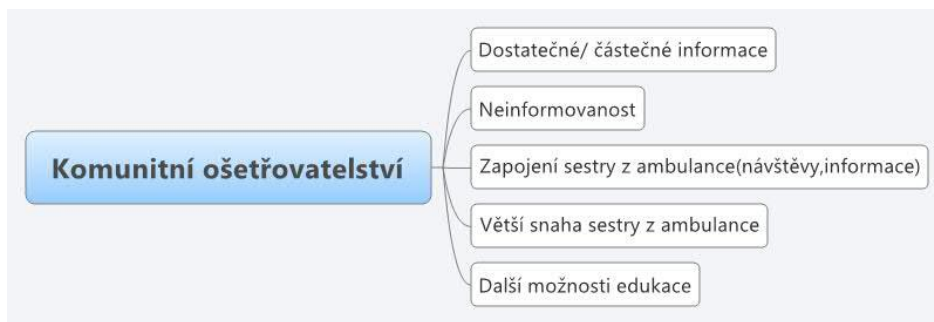 Dostatečné/ částečné informace
Neinformovanost
Komunitní ošetřovatelství
Zapojení sestry z ambulance(návštěvy,informace)
Větší snaha sestry z ambulance
Další možnosti edukace